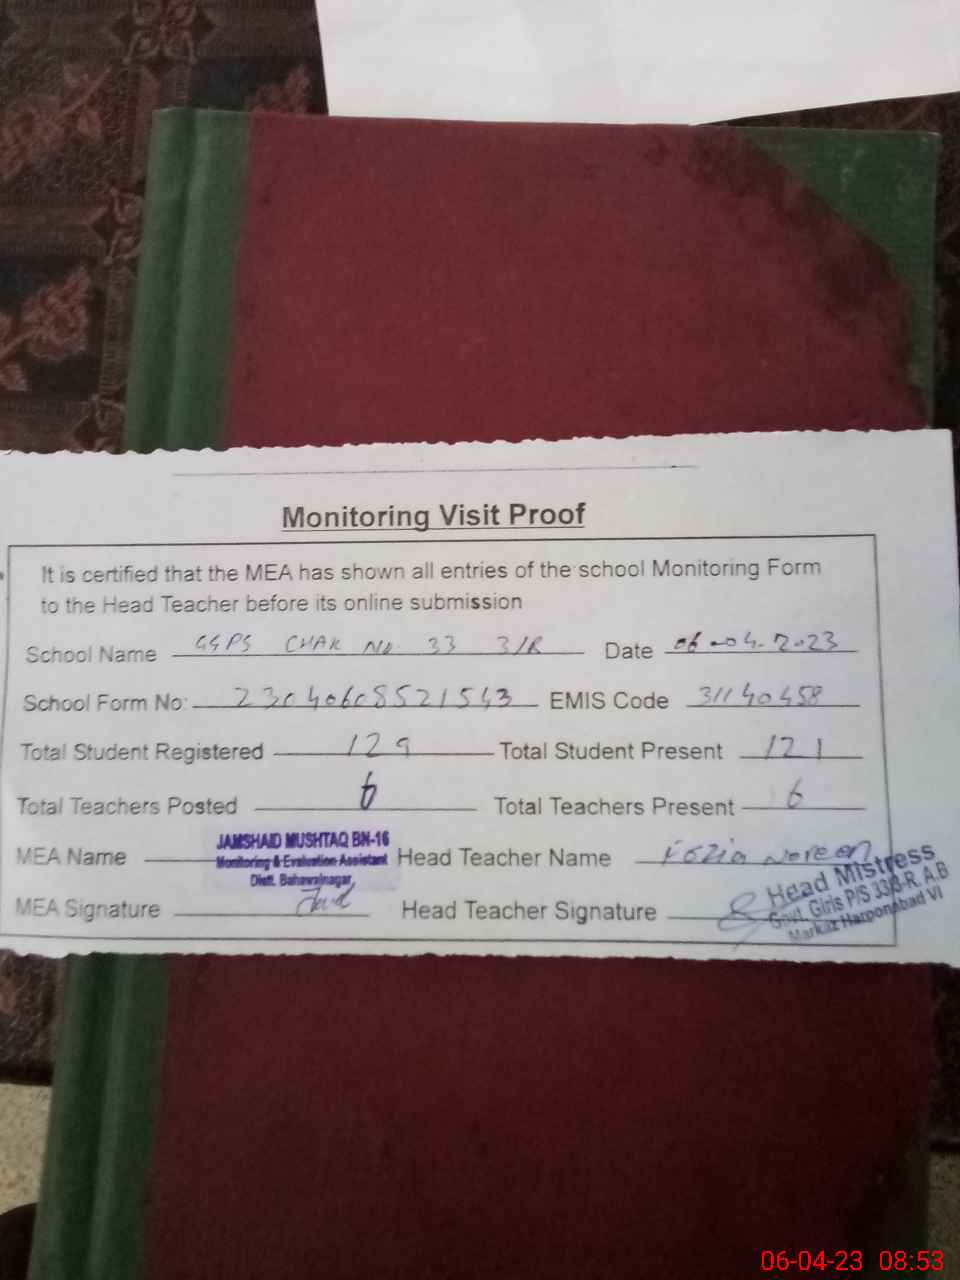 Monitoring Visit Proof
It is certified that the MEA has shown all entries of the school Monitoring Form
to the Head Teacher before its online submission
School Name GGPS CHAK No. 33 3/R Date 06-04-2023
School Form No: 23040608521543 EMIS Code 31140458
Total Student Registered 129 Total Student Present 121
Total Teachers Posted 6 Total Teachers Present 6
JAMSHAID MUSHTAQ BN-16
MEA Name Monitoring & Evaluation Assistant Head Teacher Name Fozia Noreen
Distt. Bahawalnagar
MEA Signature Head Teacher Signature
Head Mistress
Govt. Girls P/S 33/3-R. A.B
Markaz Haroonabad VI
06-04-23 08:53